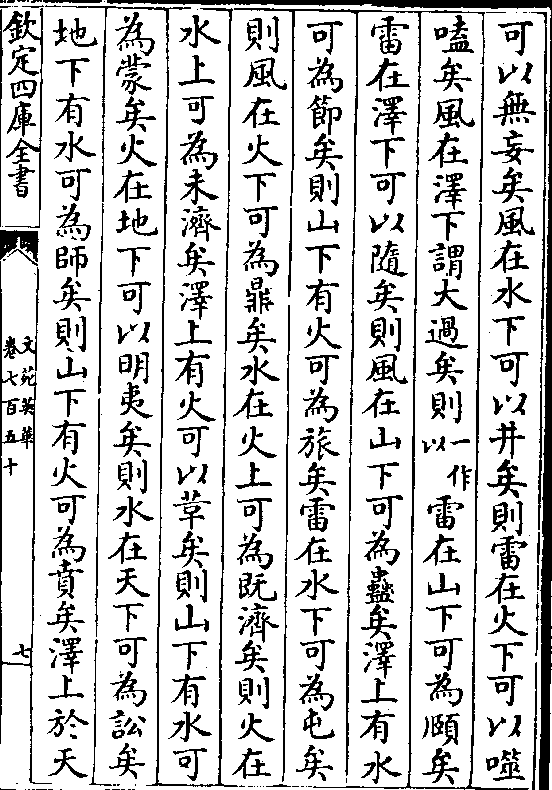 可以無妄矣風在水下可以井矣則雷在火下可以噬
嗑矣風在澤下謂大過矣則一作以雷在山下可為頤矣
雷在澤下可以隨矣則風在山下可為蠱矣澤上有水
可為節矣則山下有火可為旅矣雷在水下可為屯矣
則風在火下可為鼎矣水在火上可為既濟矣則火在
水上可為未濟矣澤上有火可以革矣則山下有水可
為蒙矣火在地下可以明夷矣則水在天下可為訟矣
地下有水可為師矣則山下有火可為賁矣澤上於天
欽定四庫全書
文苑英華
卷七百五十
七